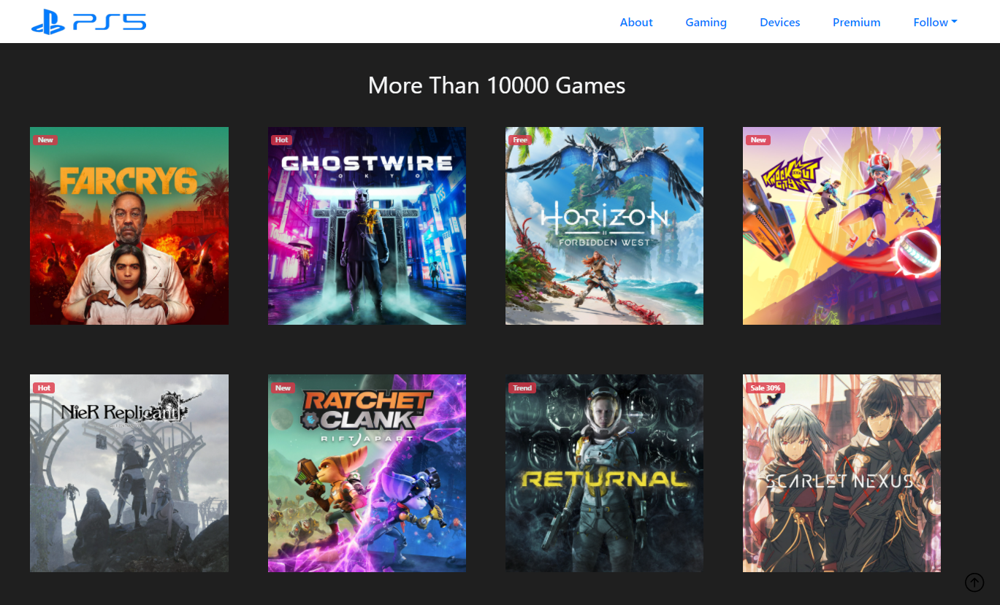 PS5
About
Gaming
Devices
Premium
Follow
More Than 10000 Games
New
FARCRY6
Hot
GHOSTWIRE
TOKYO
Free
HORIZON
II
FORBIDDEN WEST
New
KNOCKOUT
CITY
Hot
NieR Replicant
New
RATCHET
CLANK
RIFT APART
Trend
RETURNAL
Sale 30%
SCARLET NEXUS